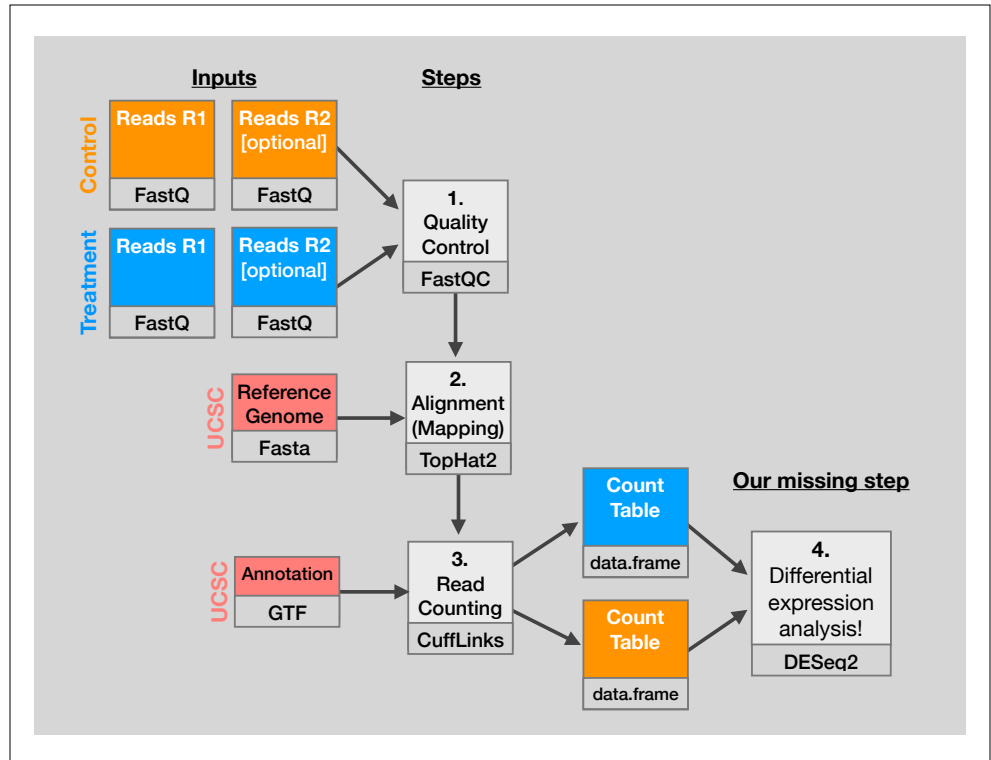 Inputs
Steps
Control
Reads R1
FastQ
Reads R2
[optional]
FastQ
Treatment
Reads R1
FastQ
Reads R2
[optional]
FastQ
1.
Quality
Control
FastQC
UCSC
Reference
Genome
Fasta
2.
Alignment
(Mapping)
TopHat2
UCSC
Annotation
GTF
3.
Read
Counting
CuffLinks
Count
Table
data.frame
Count
Table
data.frame
Our missing step
4.
Differential
expression
analysis!
DESeq2